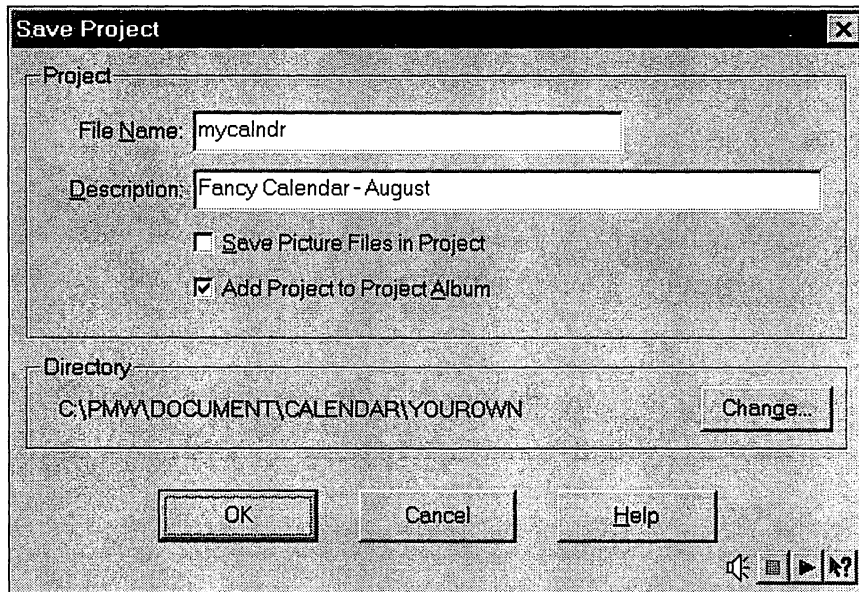 Save Project
Project
File Name: mycalndr
Description: Fancy Calendar - August
Save Picture Files in Project
Add Project to Project Album
Directory
C:\PMW\DOCUMENT\CALENDAR\YOUROWN
Change...
OK
Cancel
Help
?